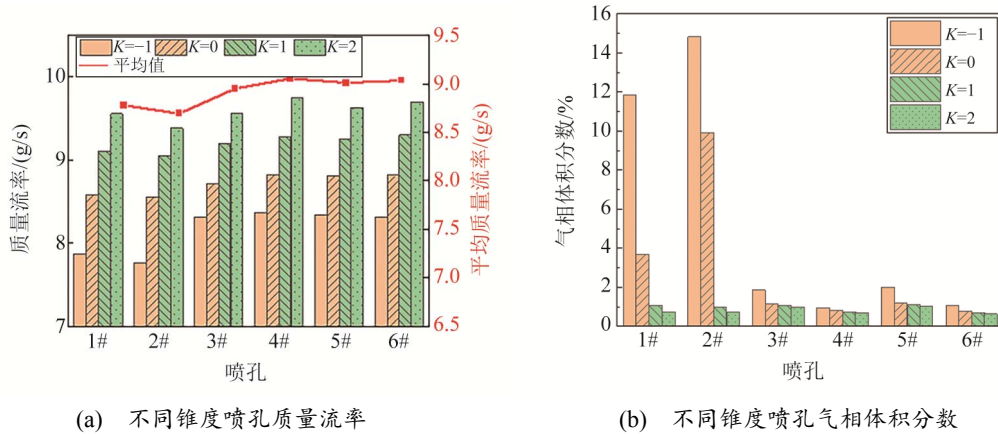 K=−1 K=0 K=1 K=2
平均值
质量流率/(g/s)
10
9
8
7
平均质量流率/(g/s)
9.5
9.0
8.5
8.0
7.5
7.0
6.5
1# 2# 3# 4# 5# 6#
喷孔
(a) 不同锥度喷孔质量流率
气相体积分数/%
16
14
12
10
8
6
4
2
0
K=−1
K=0
K=1
K=2
1# 2# 3# 4# 5# 6#
喷孔
(b) 不同锥度喷孔气相体积分数